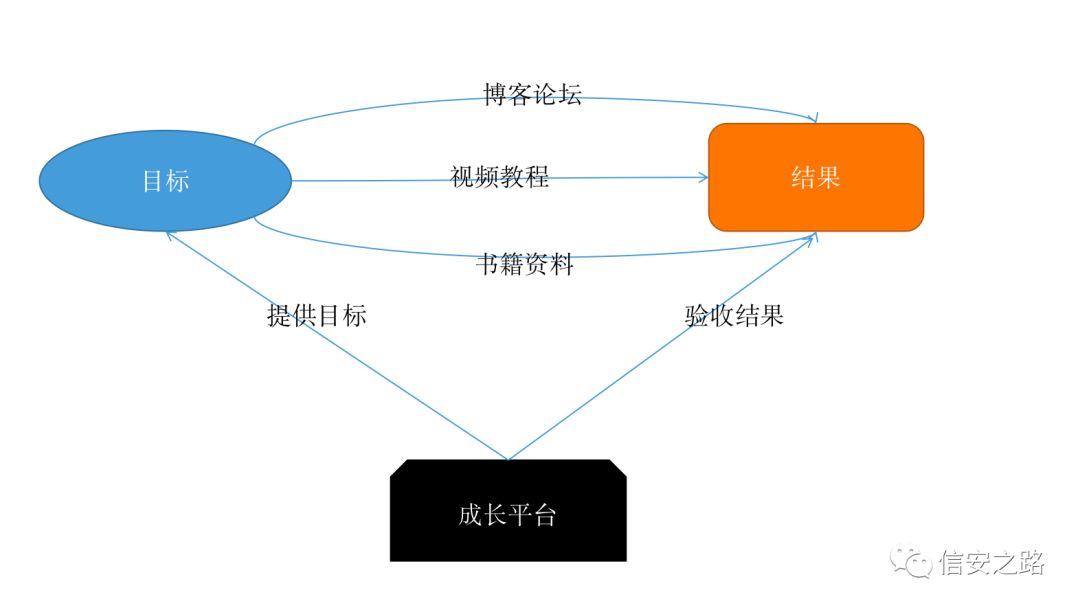 博客论坛
目标
视频教程
结果
书籍资料
提供目标
验收结果
成长平台
信安之路